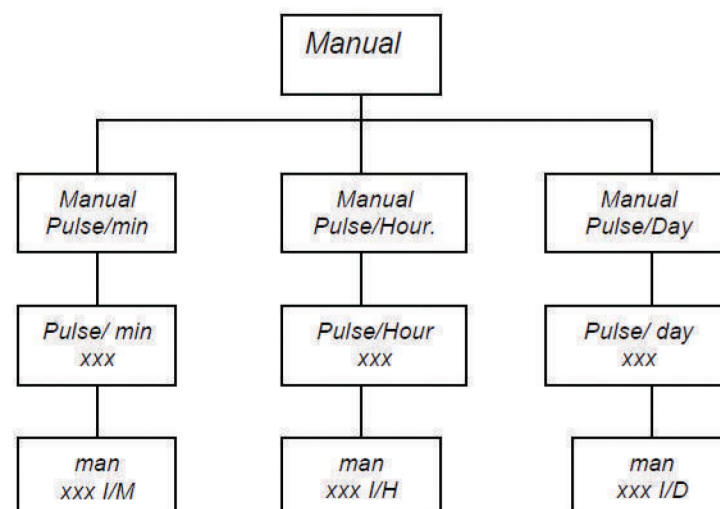 Manual
Manual
Pulse/min
Manual
Pulse/Hour.
Manual
Pulse/Day
Pulse/ min
xxx
Pulse/Hour
xxx
Pulse/ day
xxx
man
xxx I/M
man
xxx I/H
man
xxx I/D